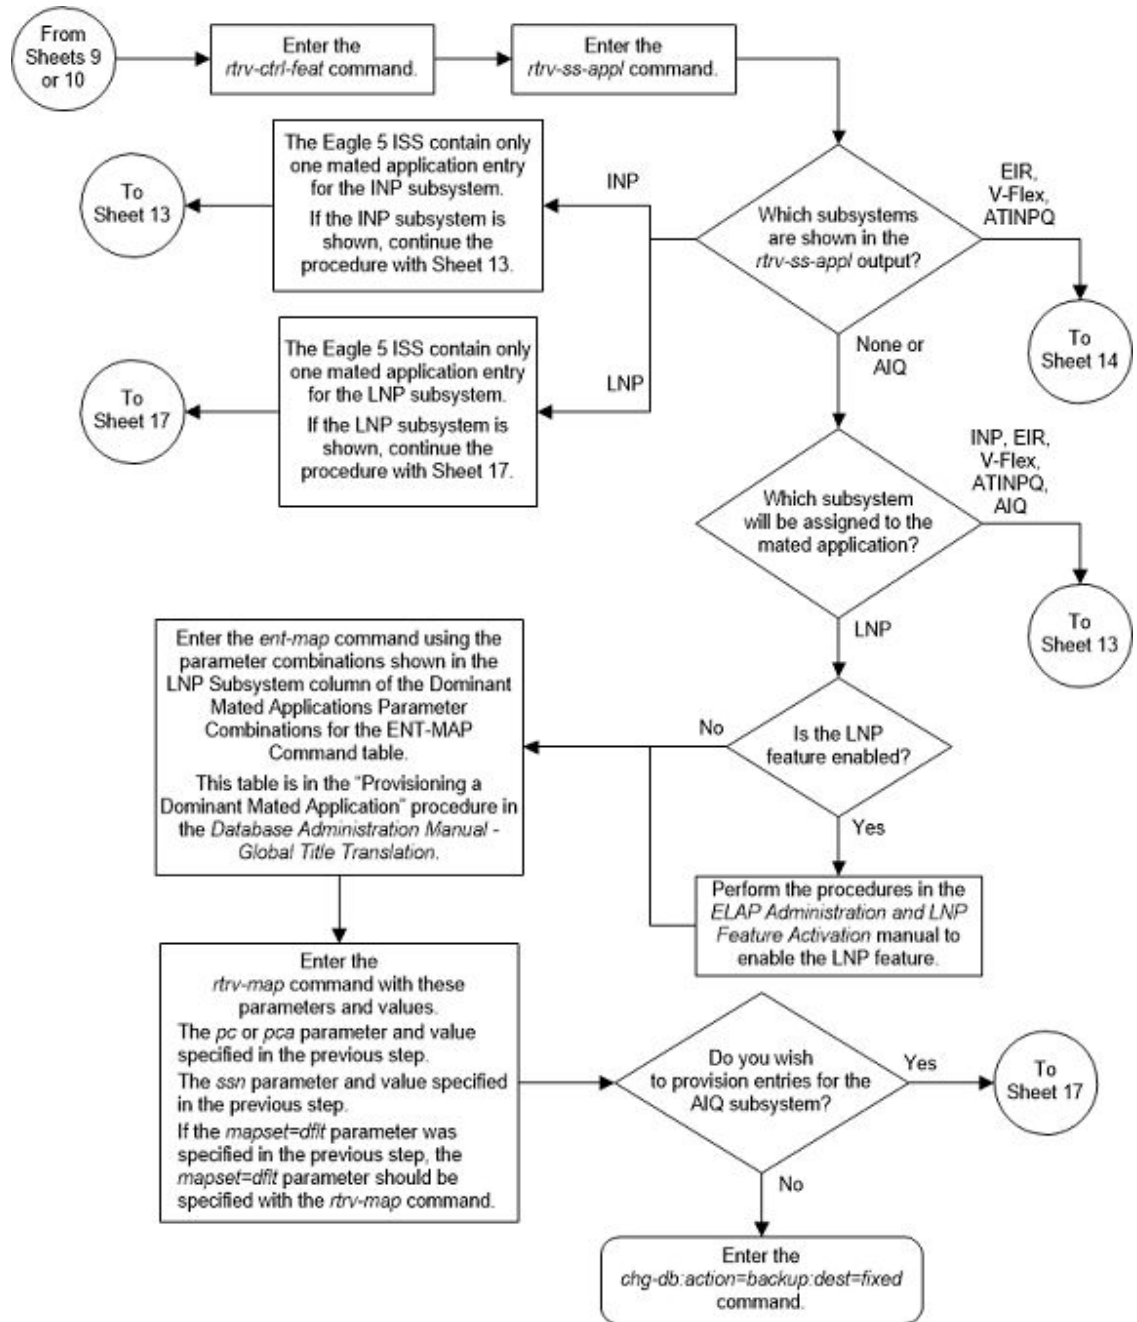 From
Sheets 9
or 10
Enter the
rtrv-ctrl-feat command.
Enter the
rtrv-ss-appl command.
The Eagle 5 ISS contain only
one mated application entry
for the INP subsystem.
If the INP subsystem is
shown, continue the
procedure with Sheet 13.
To
Sheet 13
INP
Which subsystems
are shown in the
rtrv-ss-appl output?
EIR,
V-Flex,
ATINPQ
To
Sheet 14
The Eagle 5 ISS contain only
one mated application entry
for the LNP subsystem.
If the LNP subsystem is
shown, continue the
procedure with Sheet 17.
To
Sheet 17
LNP
None or
AIQ
Which subsystem
will be assigned to the
mated application?
INP, EIR,
V-Flex,
ATINPQ,
AIQ
To
Sheet 13
LNP
Is the LNP
feature enabled?
No
Yes
Enter the ent-map command using the
parameter combinations shown in the
LNP Subsystem column of the Dominant
Mated Applications Parameter
Combinations for the ENT-MAP
Command table.
This table is in the “Provisioning a
Dominant Mated Application” procedure in
the Database Administration Manual -
Global Title Translation.
Perform the procedures in the
ELAP Administration and LNP
Feature Activation manual to
enable the LNP feature.
Enter the
rtrv-map command with these
parameters and values.
The pc or pca parameter and value
specified in the previous step.
The ssn parameter and value specified
in the previous step.
If the mapset=dflt parameter was
specified in the previous step, the
mapset=dflt parameter should be
specified with the rtrv-map command.
Do you wish
to provision entries for the
AIQ subsystem?
Yes
To
Sheet 17
No
Enter the
chg-db:action=backup:dest=fixed
command.